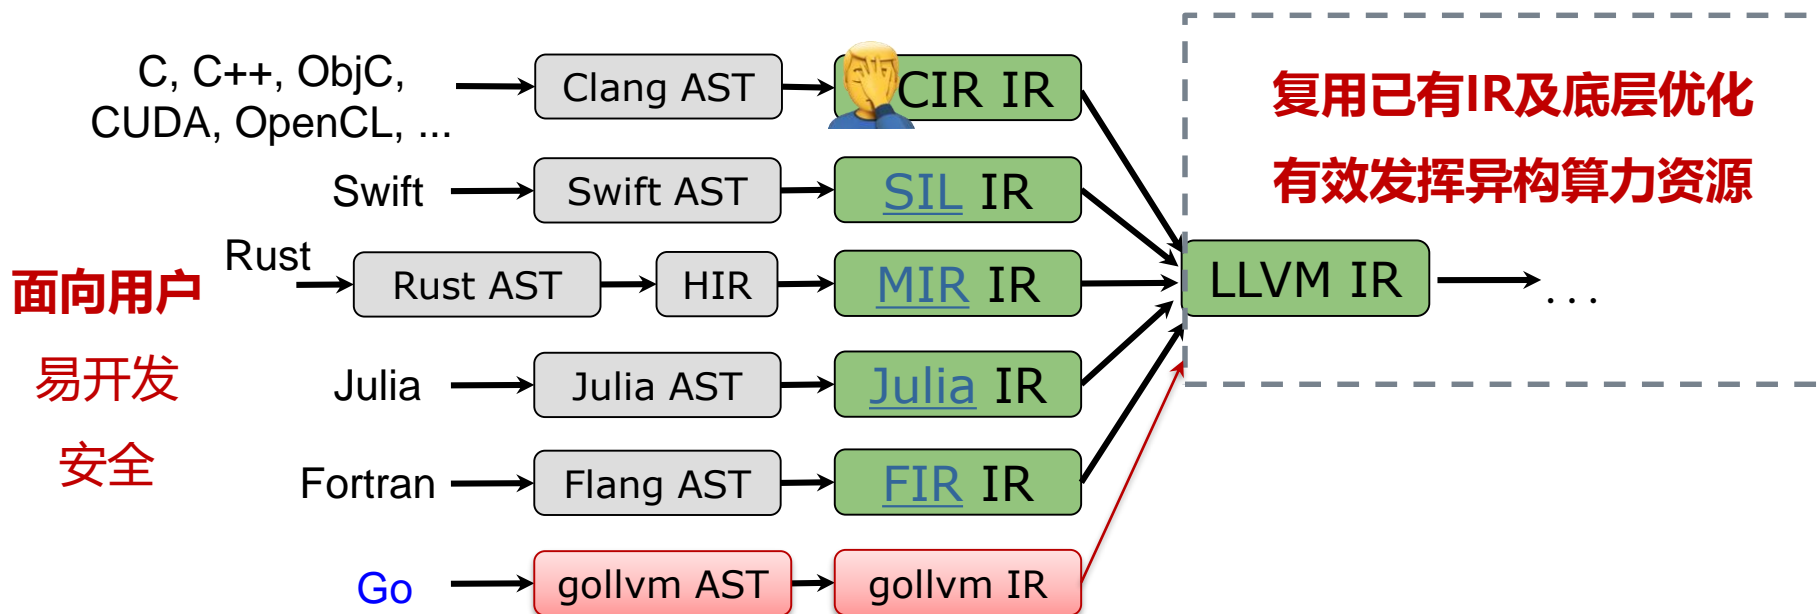 C, C++, ObjC,
CUDA, OpenCL, ...
Clang AST
CIR IR
Swift
Swift AST
SIL IR
Rust
Rust AST
HIR
MIR IR
Julia
Julia AST
Julia IR
Fortran
Flang AST
FIR IR
Go
gollvm AST
gollvm IR
面向用户
易开发
安全
复用已有IR及底层优化
有效发挥异构算力资源
LLVM IR
...